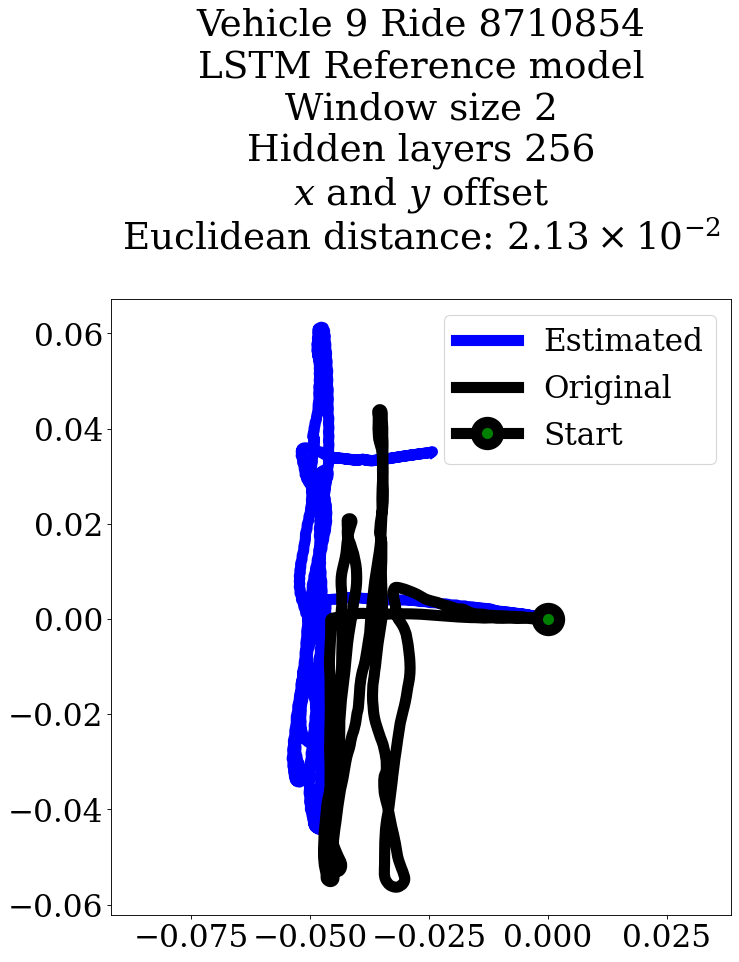 Vehicle 9 Ride 8710854
LSTM Reference model
Window size 2
Hidden layers 256
x and y offset
Euclidean distance: 2.13 × 10⁻²
Estimated
Original
Start
0.06
0.04
0.02
0.00
−0.02
−0.04
−0.06
−0.075 −0.050 −0.025 0.000 0.025